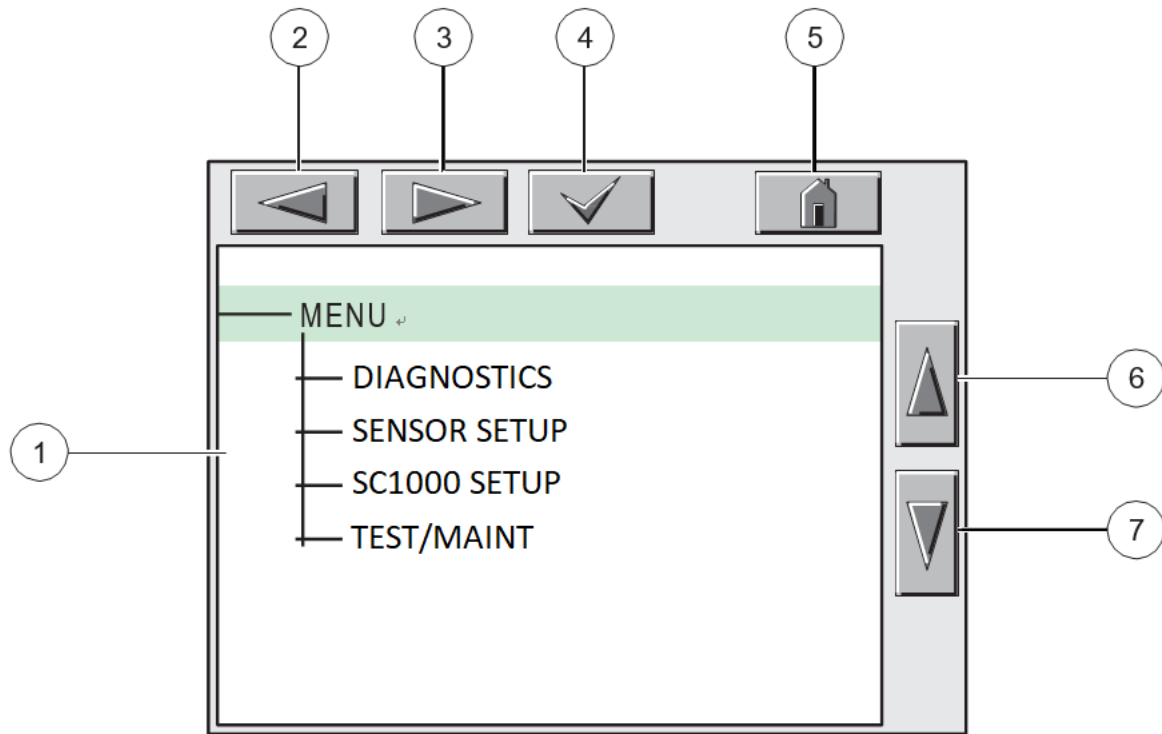 2
3
4
5
MENU ↵
DIAGNOSTICS
SENSOR SETUP
SC1000 SETUP
TEST/MAINT
1
6
7